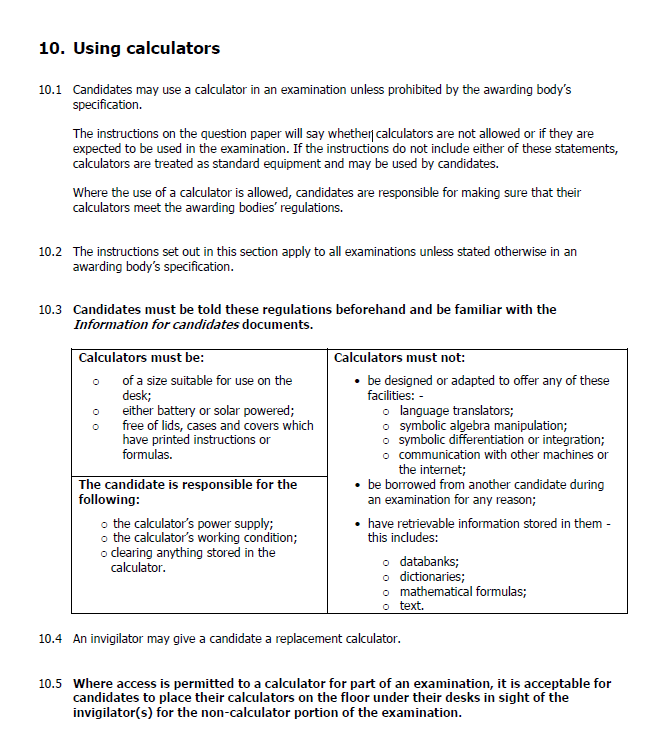 10. Using calculators
10.1 Candidates may use a calculator in an examination unless prohibited by the awarding body's
specification.
The instructions on the question paper will say whether calculators are not allowed or if they are
expected to be used in the examination. If the instructions do not include either of these statements,
calculators are treated as standard equipment and may be used by candidates.
Where the use of a calculator is allowed, candidates are responsible for making sure that their
calculators meet the awarding bodies' regulations.
10.2 The instructions set out in this section apply to all examinations unless stated otherwise in an
awarding body's specification.
10.3 Candidates must be told these regulations beforehand and be familiar with the
Information for candidates documents.
Calculators must be:
o of a size suitable for use on the
desk;
o either battery or solar powered;
o free of lids, cases and covers which
have printed instructions or
formulas.
The candidate is responsible for the
following:
o the calculator's power supply;
o the calculator's working condition;
o clearing anything stored in the
calculator.
Calculators must not:
• be designed or adapted to offer any of these
facilities: -
o language translators;
o symbolic algebra manipulation;
o symbolic differentiation or integration;
o communication with other machines or
the internet;
• be borrowed from another candidate during
an examination for any reason;
• have retrievable information stored in them -
this includes:
o databanks;
o dictionaries;
o mathematical formulas;
o text.
10.4 An invigilator may give a candidate a replacement calculator.
10.5 Where access is permitted to a calculator for part of an examination, it is acceptable for
candidates to place their calculators on the floor under their desks in sight of the
invigilator(s) for the non-calculator portion of the examination.